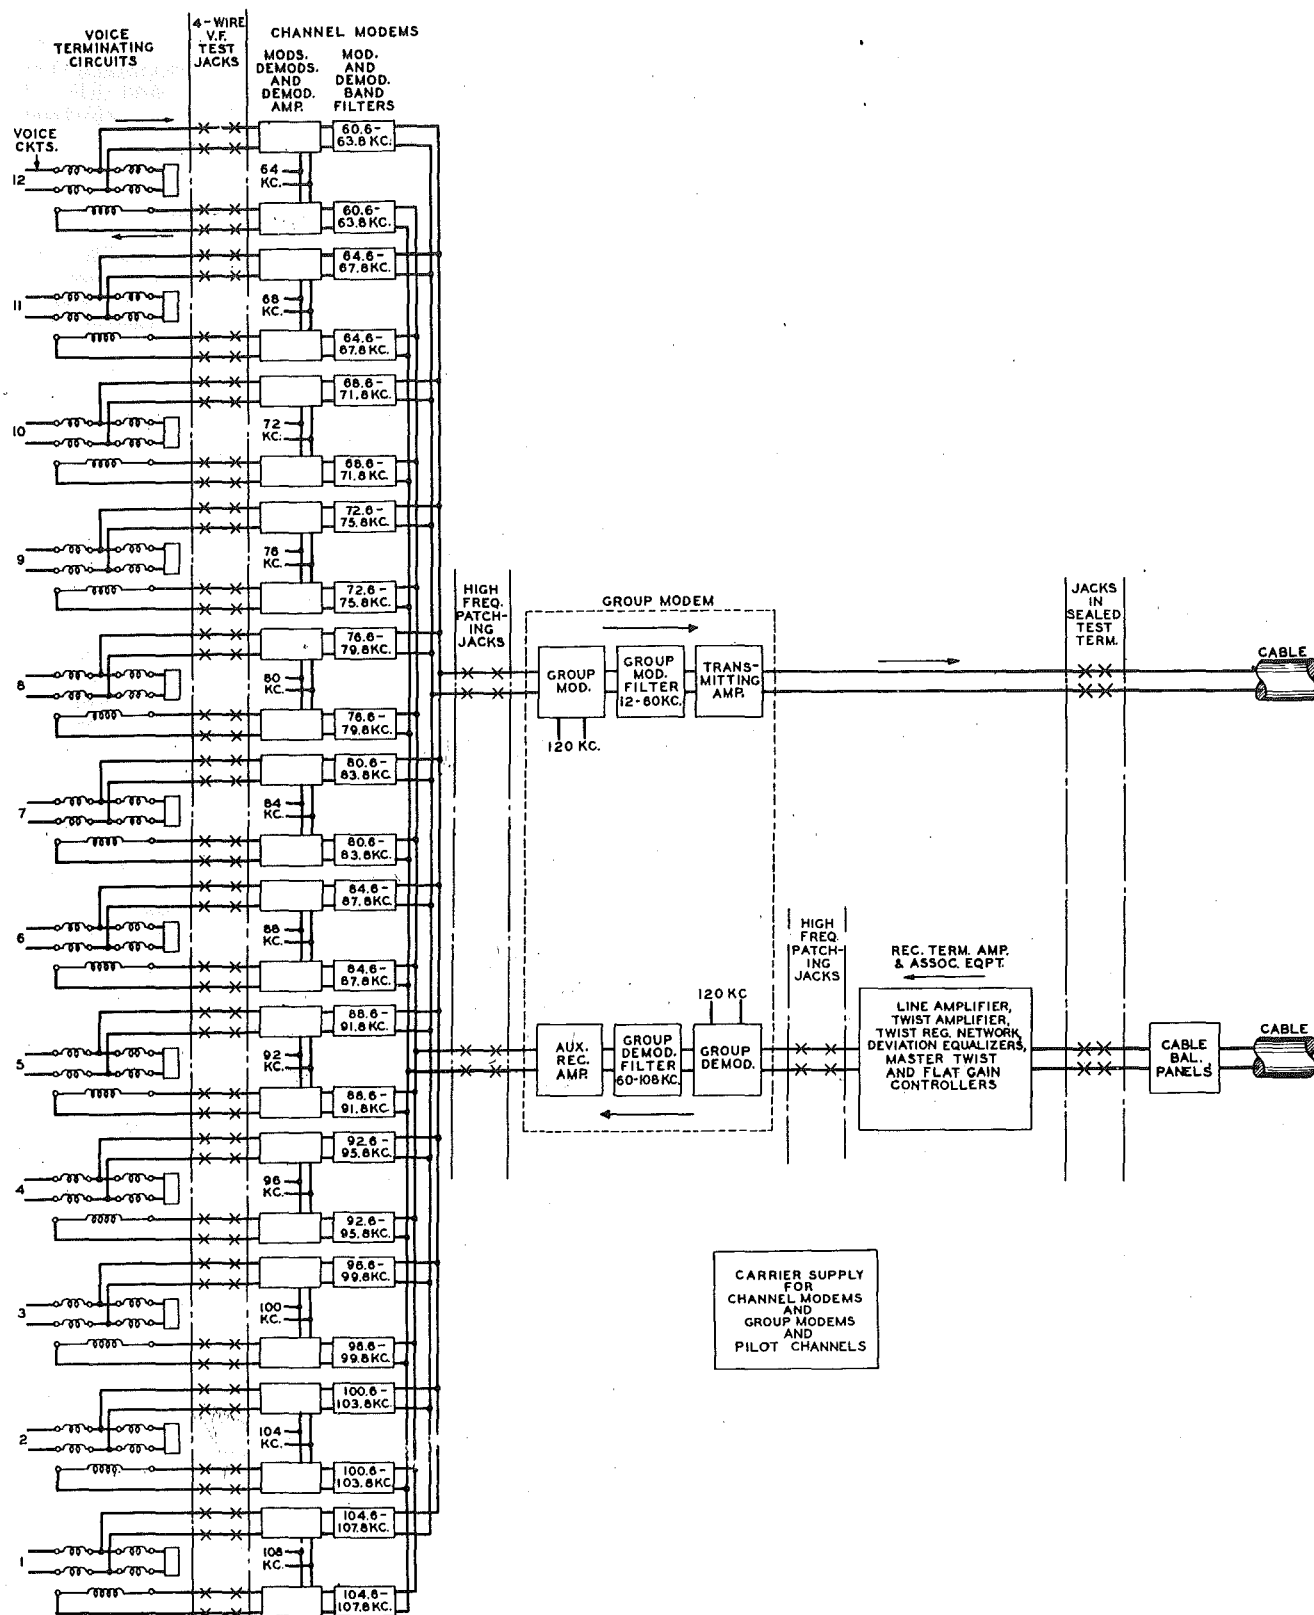 VOICE
TERMINATING
CIRCUITS
4-WIRE
V.F.
TEST
JACKS
CHANNEL MODEMS
MODS.
DEMODS.
AND
DEMOD.
AMP.
MOD.
AND
DEMOD.
BAND
FILTERS
VOICE
CKTS.
12
60.6-
63.8 KC.
64
KC.
60.6-
63.8 KC.
11
64.6-
67.8 KC.
68
KC.
64.6-
67.8 KC.
10
68.6-
71.8 KC.
72
KC.
68.6-
71.8 KC.
9
72.6-
75.8 KC.
76
KC.
72.6-
75.8 KC.
8
76.6-
79.8 KC.
80
KC.
76.6-
79.8 KC.
7
80.6-
83.8 KC.
84
KC.
80.6-
83.8 KC.
6
84.6-
87.8 KC.
88
KC.
84.6-
87.8 KC.
5
88.6-
91.8 KC.
92
KC.
88.6-
91.8 KC.
4
92.6-
95.8 KC.
96
KC.
92.6-
95.8 KC.
3
96.6-
99.8 KC.
100
KC.
96.6-
99.8 KC.
2
100.6-
103.8 KC.
104
KC.
100.6-
103.8 KC.
1
104.6-
107.8 KC.
108
KC.
104.6-
107.8 KC.
HIGH
FREQ.
PATCH-
ING
JACKS
GROUP MODEM
GROUP
MOD.
120 KC.
GROUP
MOD.
FILTER
12-60 KC.
TRANS-
MITTING
AMP.
JACKS
IN
SEALED
TEST
TERM.
CABLE
AUX.
REC.
AMP.
GROUP
DEMOD.
FILTER
60-108 KC.
120 KC
GROUP
DEMOD.
HIGH
FREQ.
PATCH-
ING
JACKS
REC. TERM. AMP.
& ASSOC. EQPT.
LINE AMPLIFIER,
TWIST AMPLIFIER,
TWIST REG. NETWORK,
DEVIATION EQUALIZERS,
MASTER TWIST
AND FLAT GAIN
CONTROLLERS
CABLE
BAL.
PANELS
CABLE
CARRIER SUPPLY
FOR
CHANNEL MODEMS
AND
GROUP MODEMS
AND
PILOT CHANNELS